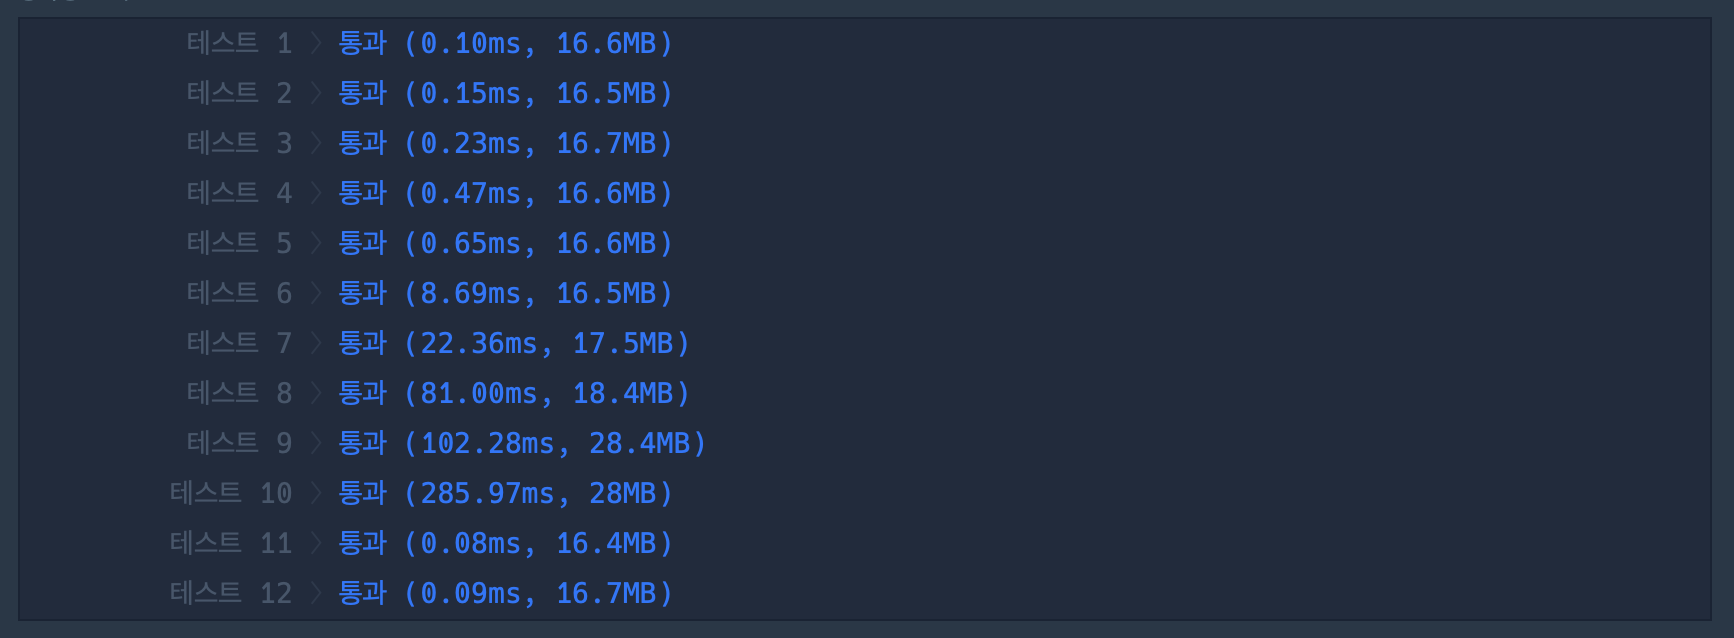 테스트 1 〉 통과 (0.10ms, 16.6MB)
테스트 2 〉 통과 (0.15ms, 16.5MB)
테스트 3 〉 통과 (0.23ms, 16.7MB)
테스트 4 〉 통과 (0.47ms, 16.6MB)
테스트 5 〉 통과 (0.65ms, 16.6MB)
테스트 6 〉 통과 (8.69ms, 16.5MB)
테스트 7 〉 통과 (22.36ms, 17.5MB)
테스트 8 〉 통과 (81.00ms, 18.4MB)
테스트 9 〉 통과 (102.28ms, 28.4MB)
테스트 10 〉 통과 (285.97ms, 28MB)
테스트 11 〉 통과 (0.08ms, 16.4MB)
테스트 12 〉 통과 (0.09ms, 16.7MB)